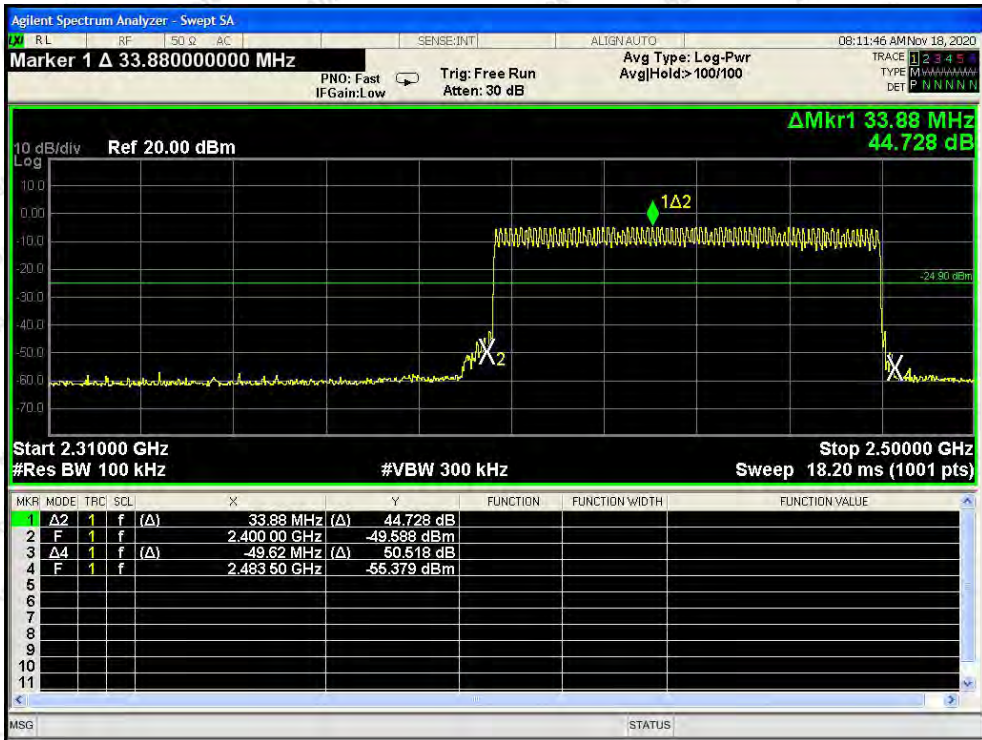 Agilent Spectrum Analyzer - Swept SA
LXI RL RF 50 Ω AC SENSE:INT ALIGN AUTO 08:11:46 AM Nov 18, 2020
Marker 1 Δ 33.880000000 MHz
PNO: Fast
IFGain:Low
Trig: Free Run
Atten: 30 dB
Avg Type: Log-Pwr
Avg|Hold:>100/100
TRACE 1 2 3 4 5 6
TYPE M
DET P N N N N N
ΔMkr1 33.88 MHz
44.728 dB
10 dB/div Ref 20.00 dBm
Log
10.0
0.00
-10.0
-20.0
-30.0
-40.0
-50.0
-60.0
-70.0
1Δ2
-24.90 dBm
2
4
Start 2.31000 GHz Stop 2.50000 GHz
#Res BW 100 kHz #VBW 300 kHz Sweep 18.20 ms (1001 pts)
MKR MODE TRC SCL X Y FUNCTION FUNCTION WIDTH FUNCTION VALUE
1 Δ2 1 f (Δ) 33.88 MHz (Δ) 44.728 dB
2 F 1 f 2.400 00 GHz -49.588 dBm
3 Δ4 1 f (Δ) -49.62 MHz (Δ) 50.518 dB
4 F 1 f 2.483 50 GHz -55.379 dBm
5
6
7
8
9
10
11
MSG STATUS